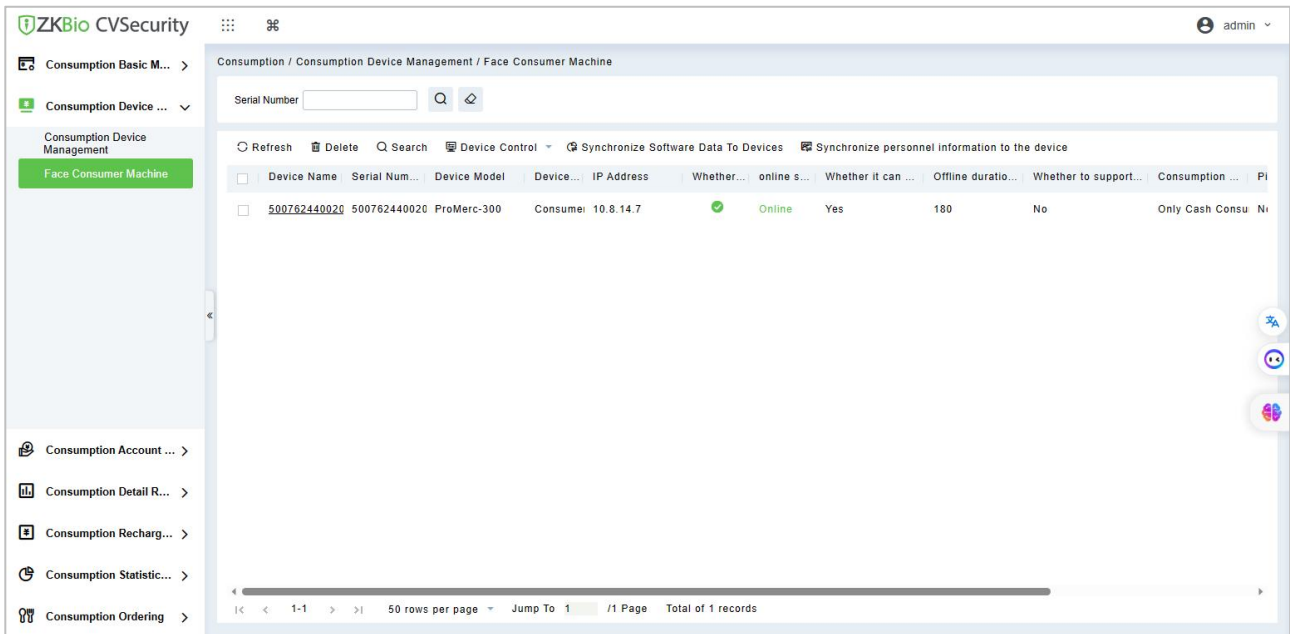 ZKBio CVSecurity
admin
Consumption Basic M...
Consumption Device ...
Consumption Device
Management
Face Consumer Machine
Consumption Account ...
Consumption Detail R...
Consumption Recharg...
Consumption Statistic...
Consumption Ordering
Consumption / Consumption Device Management / Face Consumer Machine
Serial Number
Refresh Delete Search Device Control Synchronize Software Data To Devices Synchronize personnel information to the device
Device Name Serial Num... Device Model Device... IP Address Whether... online s... Whether it can ... Offline duratio... Whether to support... Consumption ... Pi
500762440020 500762440020 ProMerc-300 Consumer 10.8.14.7 Online Yes 180 No Only Cash Consu
1-1 50 rows per page Jump To 1 /1 Page Total of 1 records